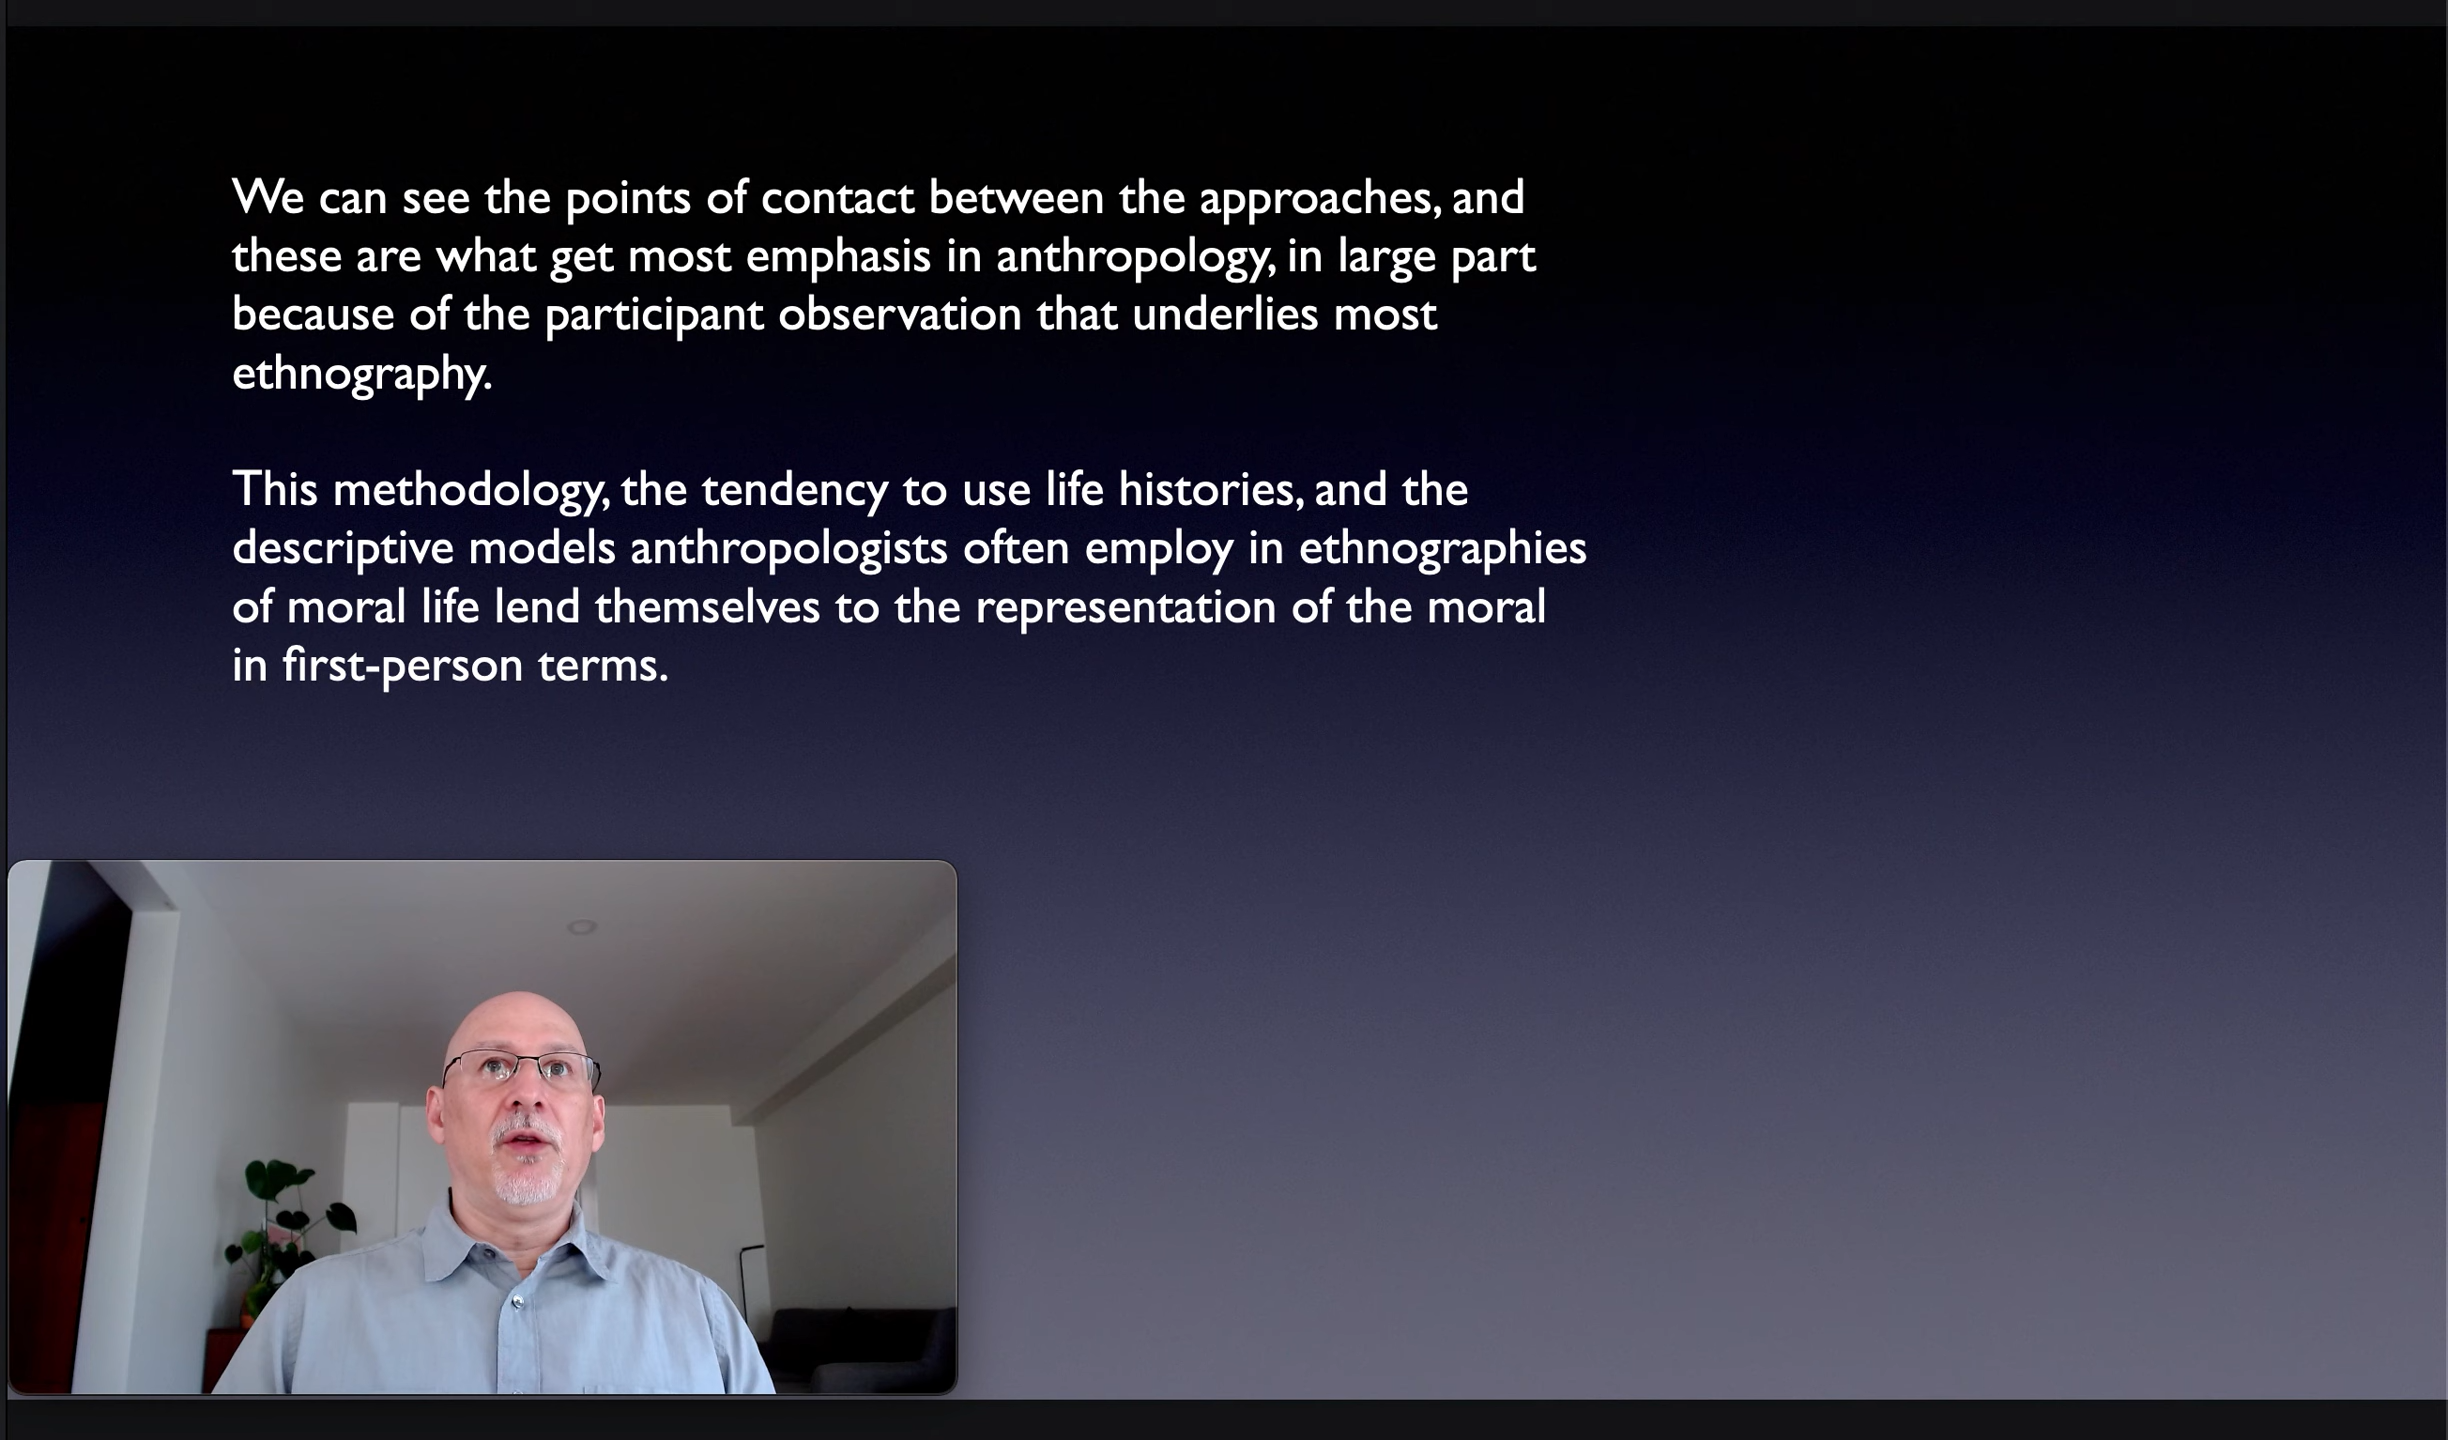 We can see the points of contact between the approaches, and
these are what get most emphasis in anthropology, in large part
because of the participant observation that underlies most
ethnography.
This methodology, the tendency to use life histories, and the
descriptive models anthropologists often employ in ethnographies
of moral life lend themselves to the representation of the moral
in first-person terms.